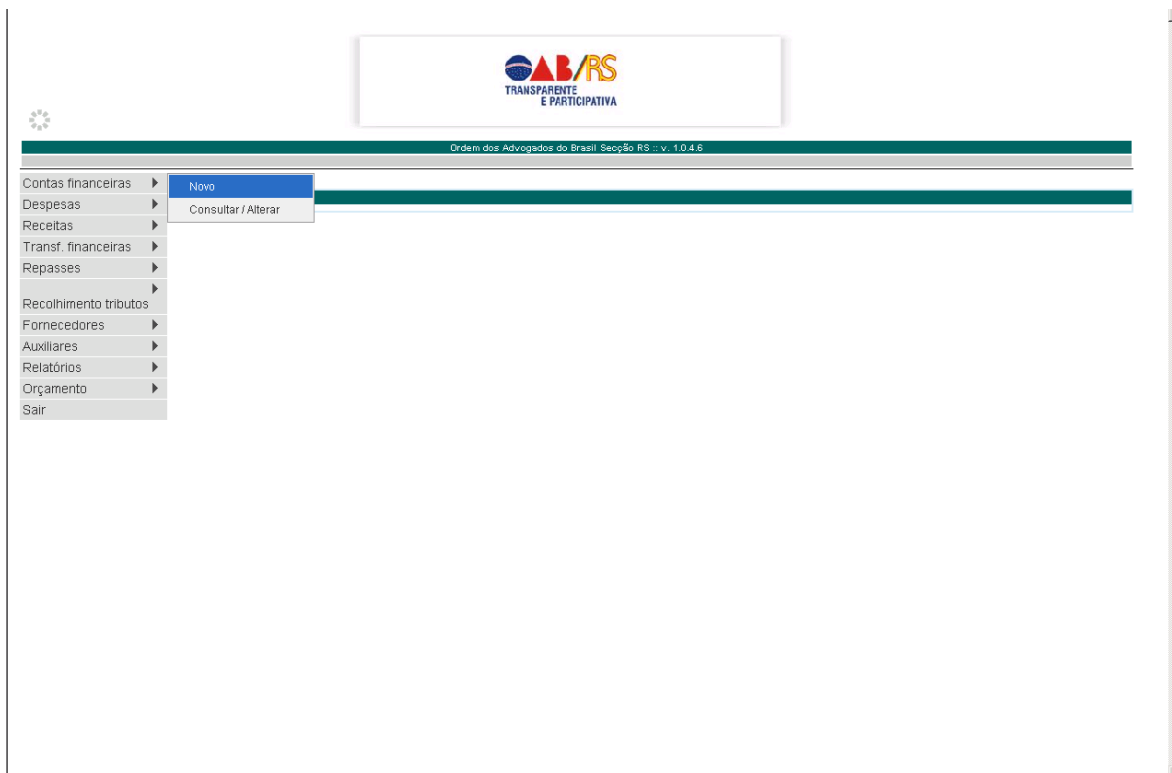 OAB/RS
TRANSPARENTE
E PARTICIPATIVA
Ordem dos Advogados do Brasil Secção RS :: v. 1.0.4.6
Contas financeiras
Novo
Despesas
Consultar / Alterar
Receitas
Transf. financeiras
Repasses
Recolhimento tributos
Fornecedores
Auxiliares
Relatórios
Orçamento
Sair